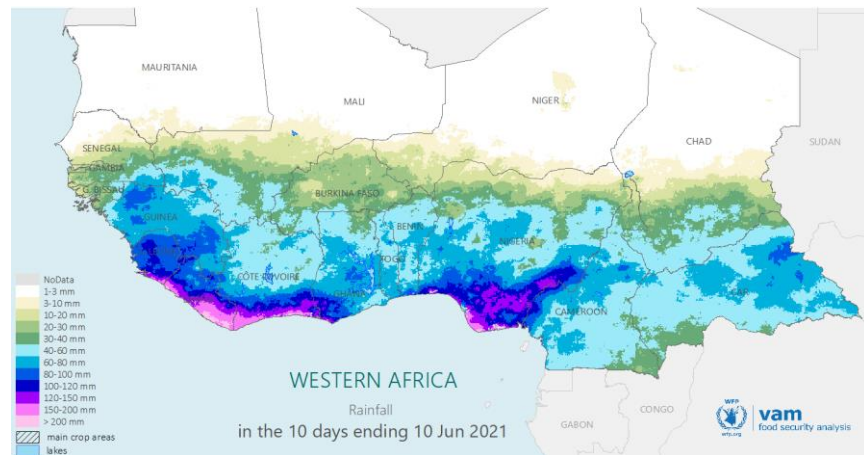 MAURITANIA
MALI
NIGER
CHAD
SUDAN
SENEGAL
GAMBIA
G. BISSAU
GUINEA
BURKINA FASO
BENIN
NIGERIA
TOGO
CÔTE D'IVOIRE
GHANA
CAMEROON
CAR
GABON
CONGO
NoData
1-3 mm
3-10 mm
10-20 mm
20-30 mm
30-40 mm
40-60 mm
60-80 mm
80-100 mm
100-120 mm
120-150 mm
150-200 mm
> 200 mm
main crop areas
lakes
WESTERN AFRICA
Rainfall
in the 10 days ending 10 Jun 2021
WFP
wfp.org
vam
food security analysis